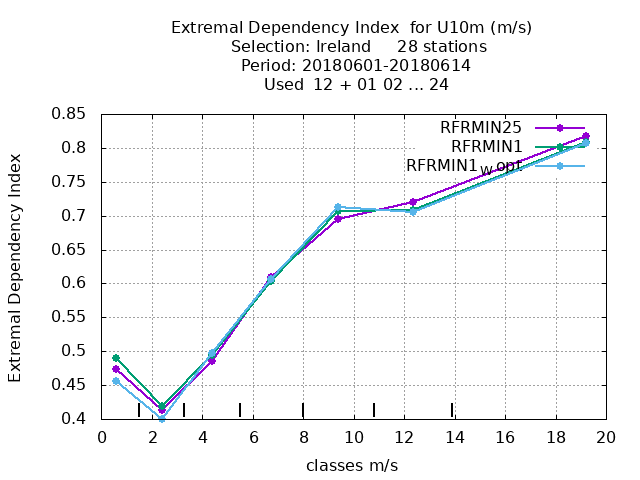 Extremal Dependency Index for U10m (m/s)
Selection: Ireland 28 stations
Period: 20180601-20180614
Used 12 + 01 02 ... 24
Extremal Dependency Index
0.85
0.8
0.75
0.7
0.65
0.6
0.55
0.5
0.45
0.4
RFRMIN25
RFRMIN1
RFRMIN1w opt
0 2 4 6 8 10 12 14 16 18 20
classes m/s